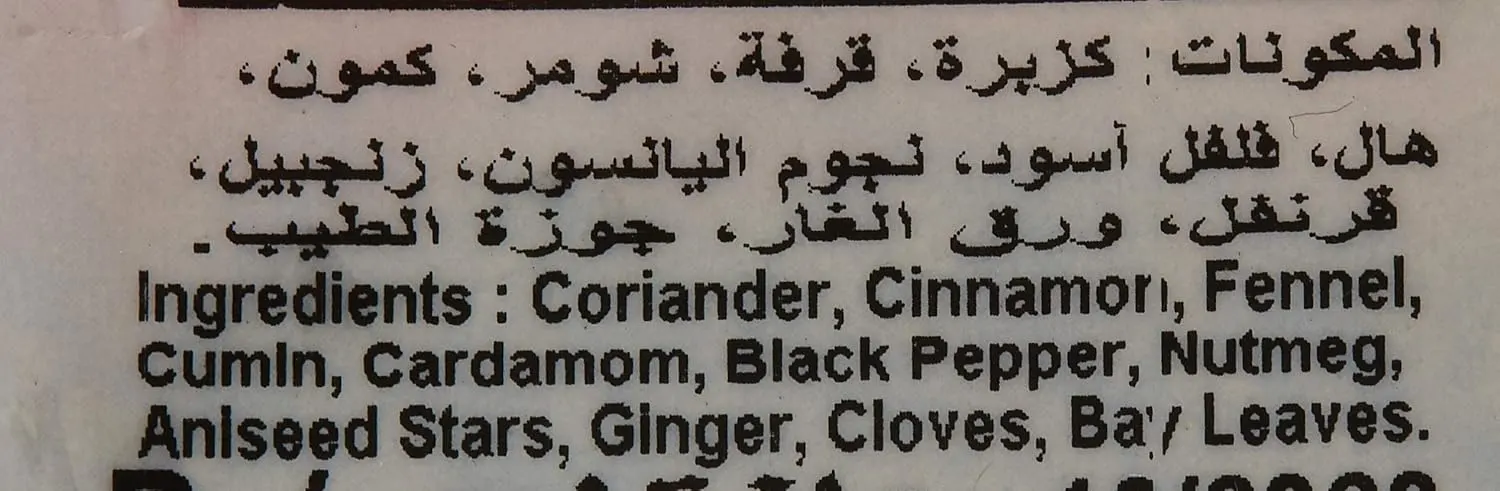 المكونات: كزبرة، قرفة، شومر، كمون،
هال، فلفل آسود، نجوم اليانسون، زنجبيل،
قرنفل، ورق الغار، جوزة الطيب.
Ingredients : Coriander, Cinnamon, Fennel,
Cumin, Cardamom, Black Pepper, Nutmeg,
Aniseed Stars, Ginger, Cloves, Bay Leaves.